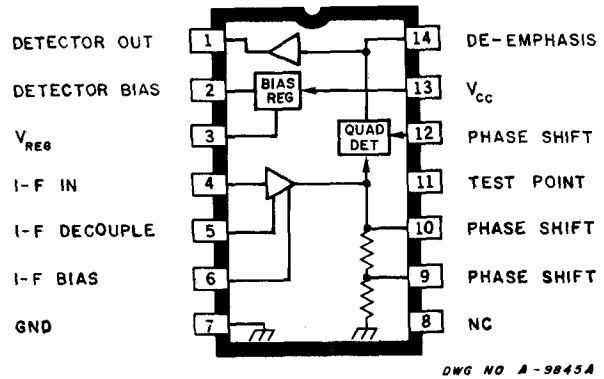 DETECTOR OUT 1 14 DE-EMPHASIS
DETECTOR BIAS 2 BIAS REG 13 VCC
VREG 3 QUAD DET 12 PHASE SHIFT
I-F IN 4 11 TEST POINT
I-F DECOUPLE 5 10 PHASE SHIFT
I-F BIAS 6 9 PHASE SHIFT
GND 7 8 NC
DWG NO A-9845A